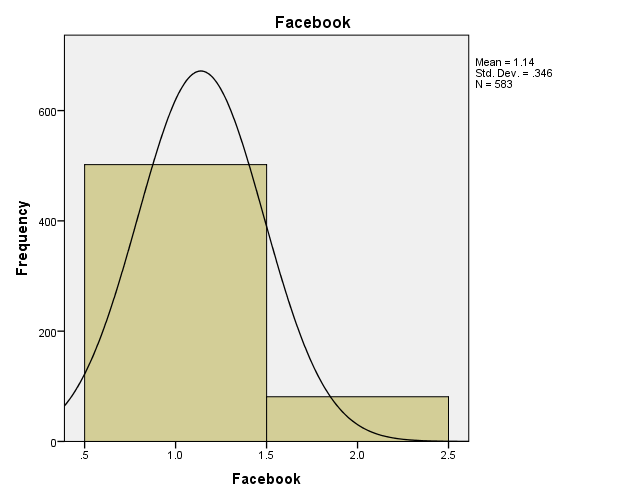 Facebook
Mean = 1.14
Std. Dev. = .346
N = 583
600
400
200
0
Frequency
.5
1.0
1.5
2.0
2.5
Facebook